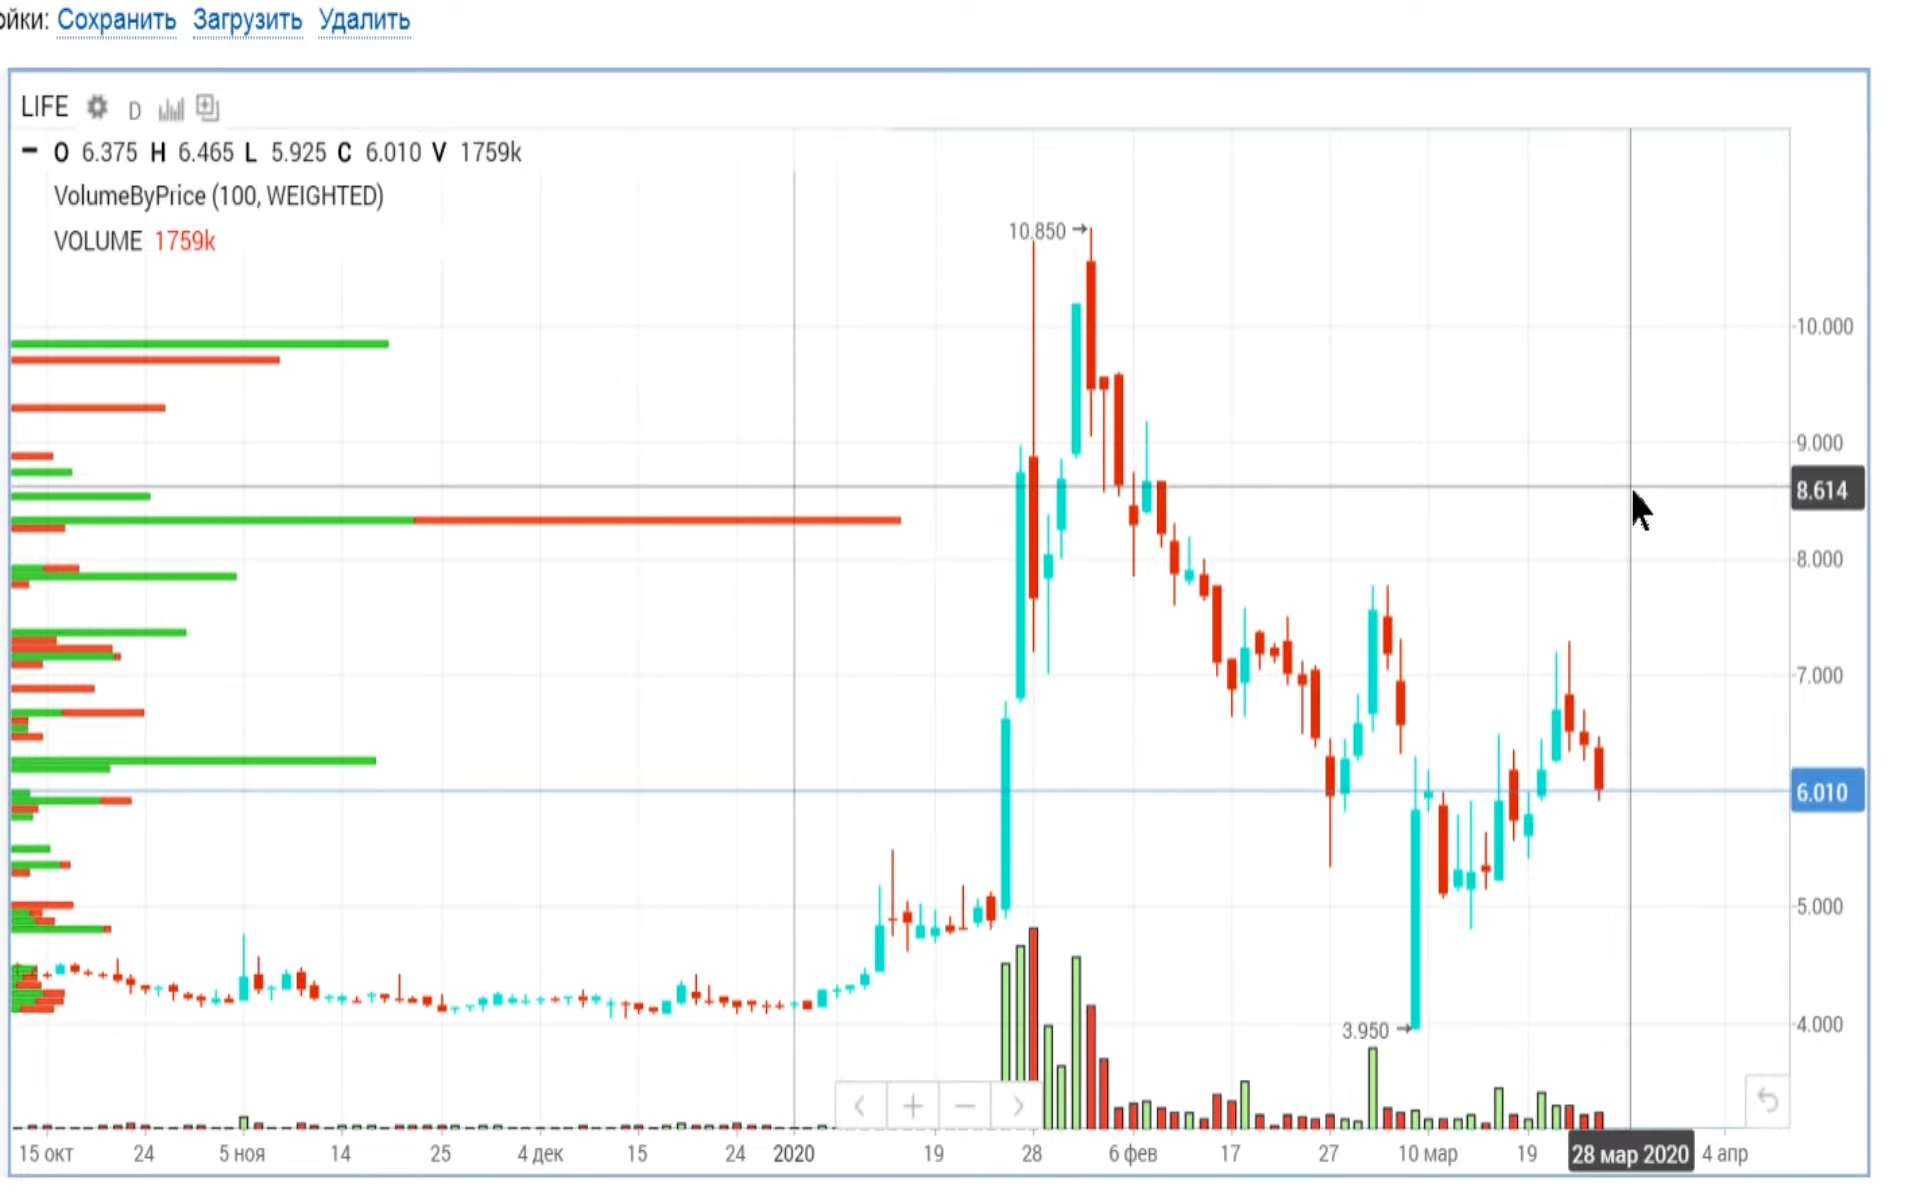 ойки: Сохранить Загрузить Удалить
LIFE D
O 6.375 H 6.465 L 5.925 C 6.010 V 1759k
VolumeByPrice (100, WEIGHTED)
VOLUME 1759k
10.850
10.000
9.000
8.614
8.000
7.000
6.010
5.000
3.950
4.000
15 окт 24 5 ноя 14 25 4 дек 15 24 2020 19 28 6 фев 17 27 10 мар 19 28 мар 2020 4 апр